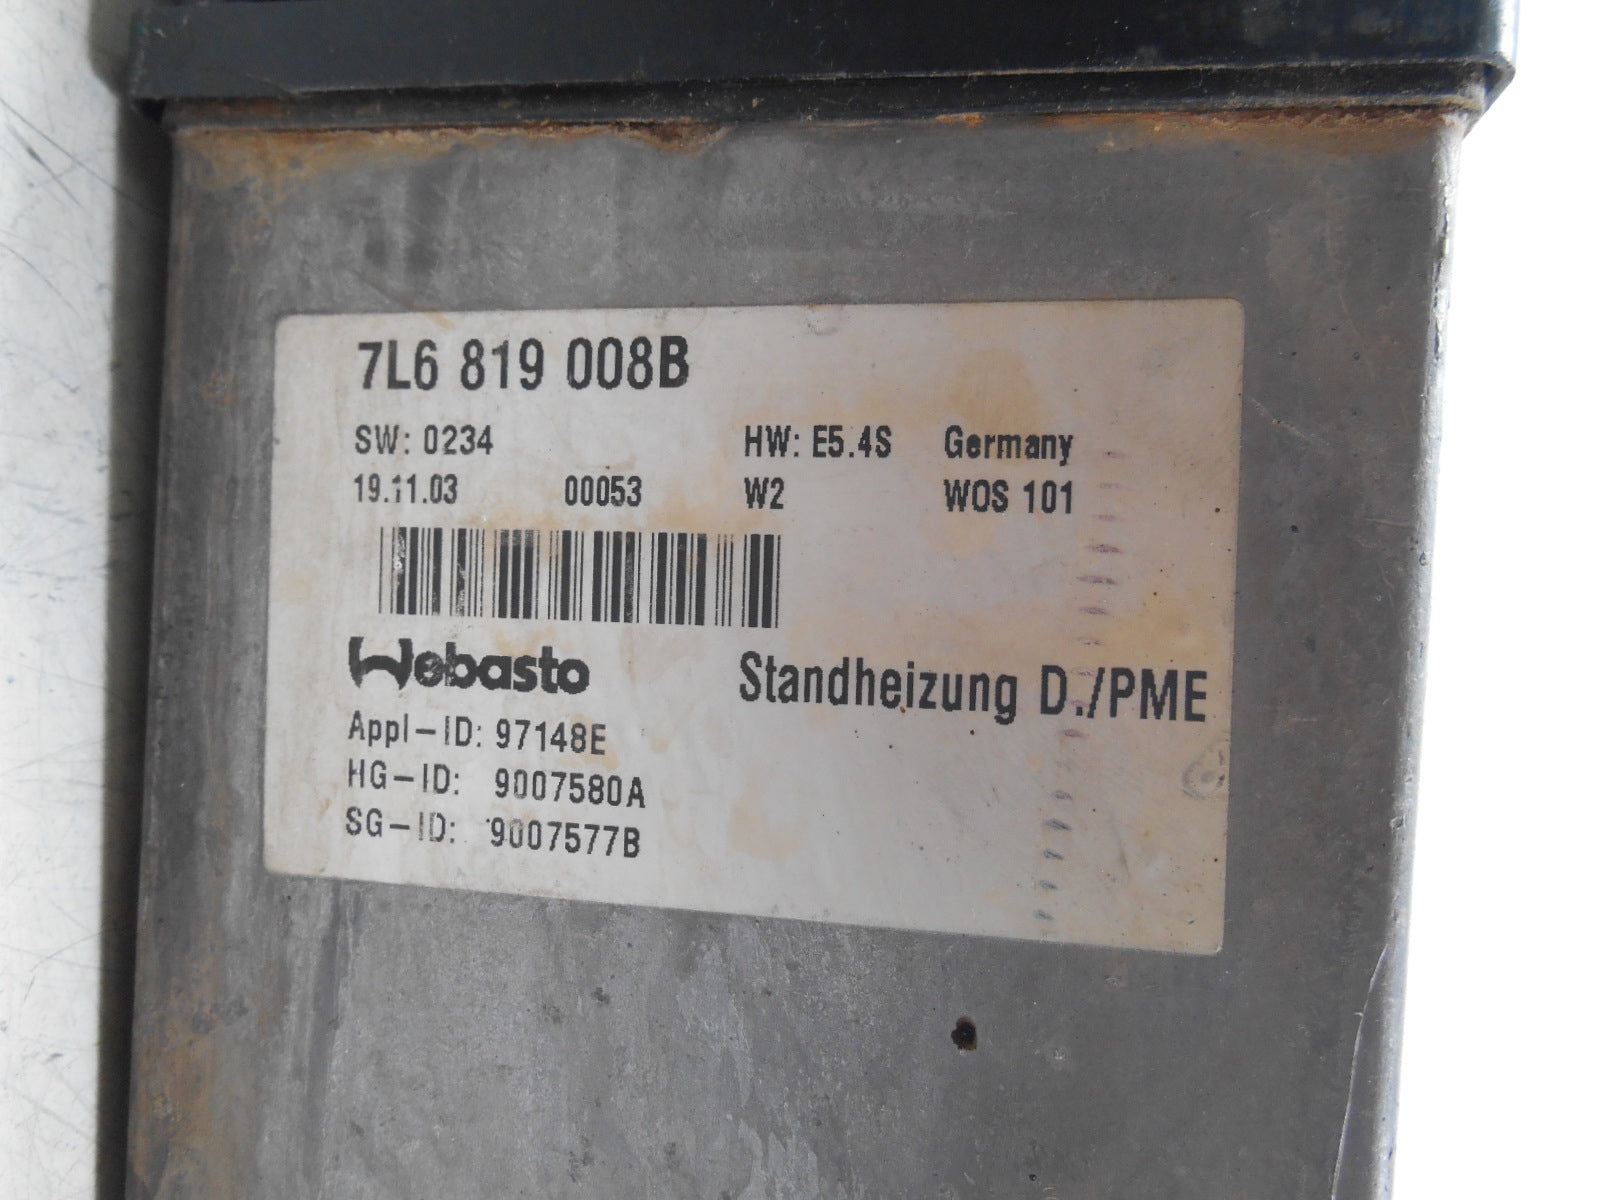 7L6 819 008B
SW: 0234 HW: E5.4S Germany
19.11.03 00053 W2 WOS 101
Webasto Standheizung D./PME
Appl-ID: 97148E
HG-ID: 9007580A
SG-ID: 9007577B